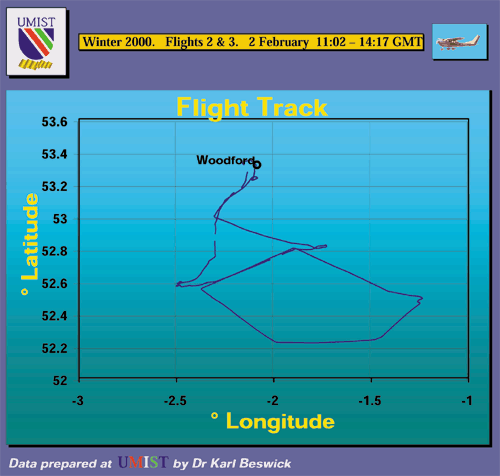 UMIST
Winter 2000. Flights 2 & 3. 2 February 11:02 – 14:17 GMT
Flight Track
53.6
53.4
Woodford
53.2
53
52.8
52.6
52.4
52.2
52
° Latitude
-3 -2.5 -2 -1.5 -1
° Longitude
Data prepared at UMIST by Dr Karl Beswick